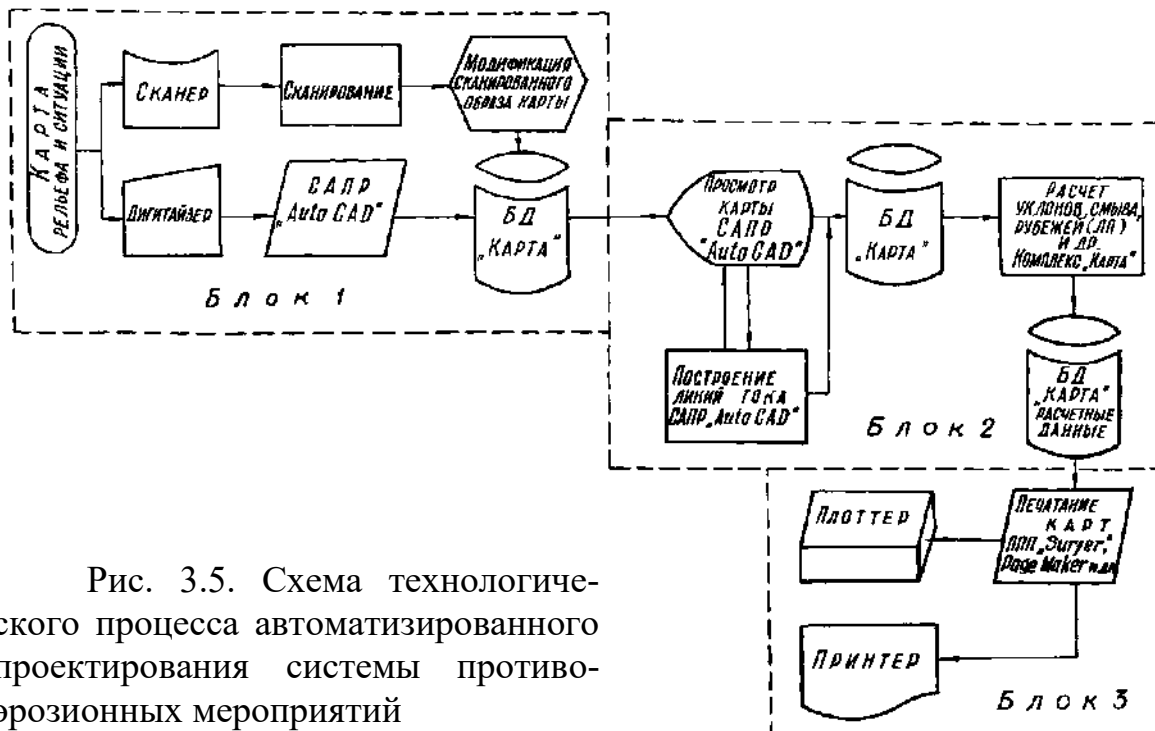 КАРТА
РЕЛЬЕФА И СИТУАЦИИ
СКАНЕР
СКАНИРОВАНИЕ
МОДИФИКАЦИЯ
СКАНИРОВАННОГО
ОБРАЗА КАРТЫ
ДИГИТАЙЗЕР
САПР
„Auto CAD"
БД
„КАРТА"
Блок 1
ПРОСМОТР
КАРТЫ
САПР
"Auto CAD"
БД
„КАРТА"
РАСЧЕТ
УКЛОНОВ, СМЫВА,
РУБЕЖЕЙ (ЛП)
И ДР.
КОМПЛЕКС „КАРТА"
ПОСТРОЕНИЕ
ЛИНИЙ ТОКА
САПР „Auto CAD"
БД
„КАРТА"
РАСЧЕТНЫЕ
ДАННЫЕ
Блок 2
ПЛОТТЕР
ПЕЧАТАНИЕ
КАРТ
ППП „Suryer,"
Page Maker и др.
ПРИНТЕР
Блок 3
Рис. 3.5. Схема технологиче-
ского процесса автоматизированного
проектирования системы противо-
эрозионных мероприятий